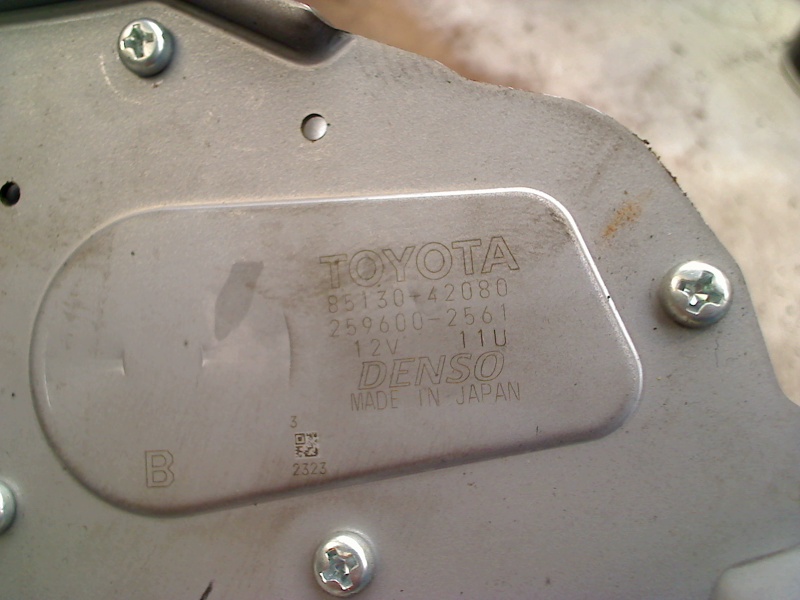 TOYOTA
85130-42080
259600-2561
12V 11U
DENSO
MADE IN JAPAN
3
2323
B